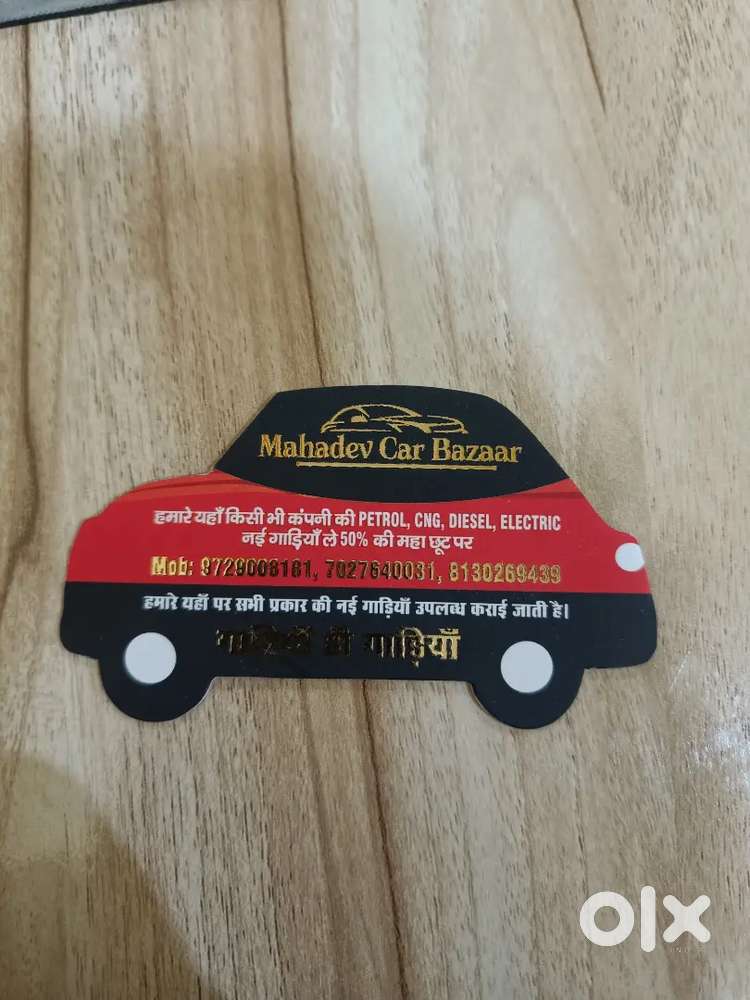 Mahadev Car Bazaar
हमारे यहाँ किसी भी कंपनी की PETROL, CNG, DIESEL, ELECTRIC
नई गाड़ियाँ ले 50% की महा छूट पर
Mob: 9729008181, 7027640031, 8130269439
हमारे यहाँ पर सभी प्रकार की नई गाड़ियाँ उपलब्ध कराई जाती है।
गाड़ियाँ ही गाड़ियाँ
olx